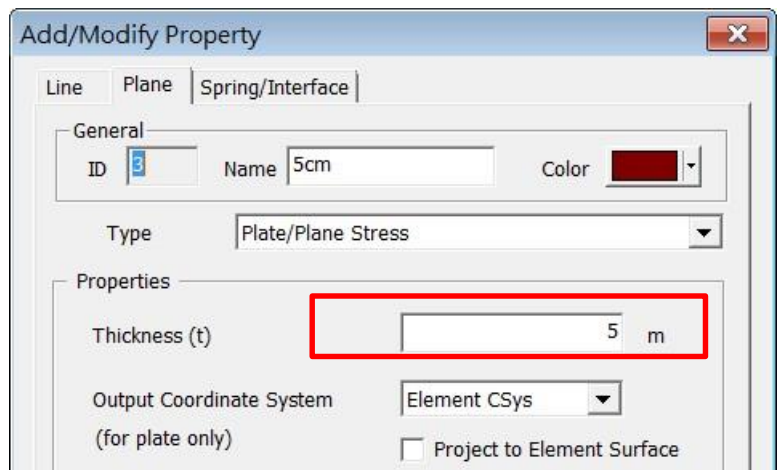 Add/Modify Property
Line Plane Spring/Interface
General
ID 3 Name 5cm Color
Type Plate/Plane Stress
Properties
Thickness (t) 5 m
Output Coordinate System Element CSys
(for plate only) Project to Element Surface